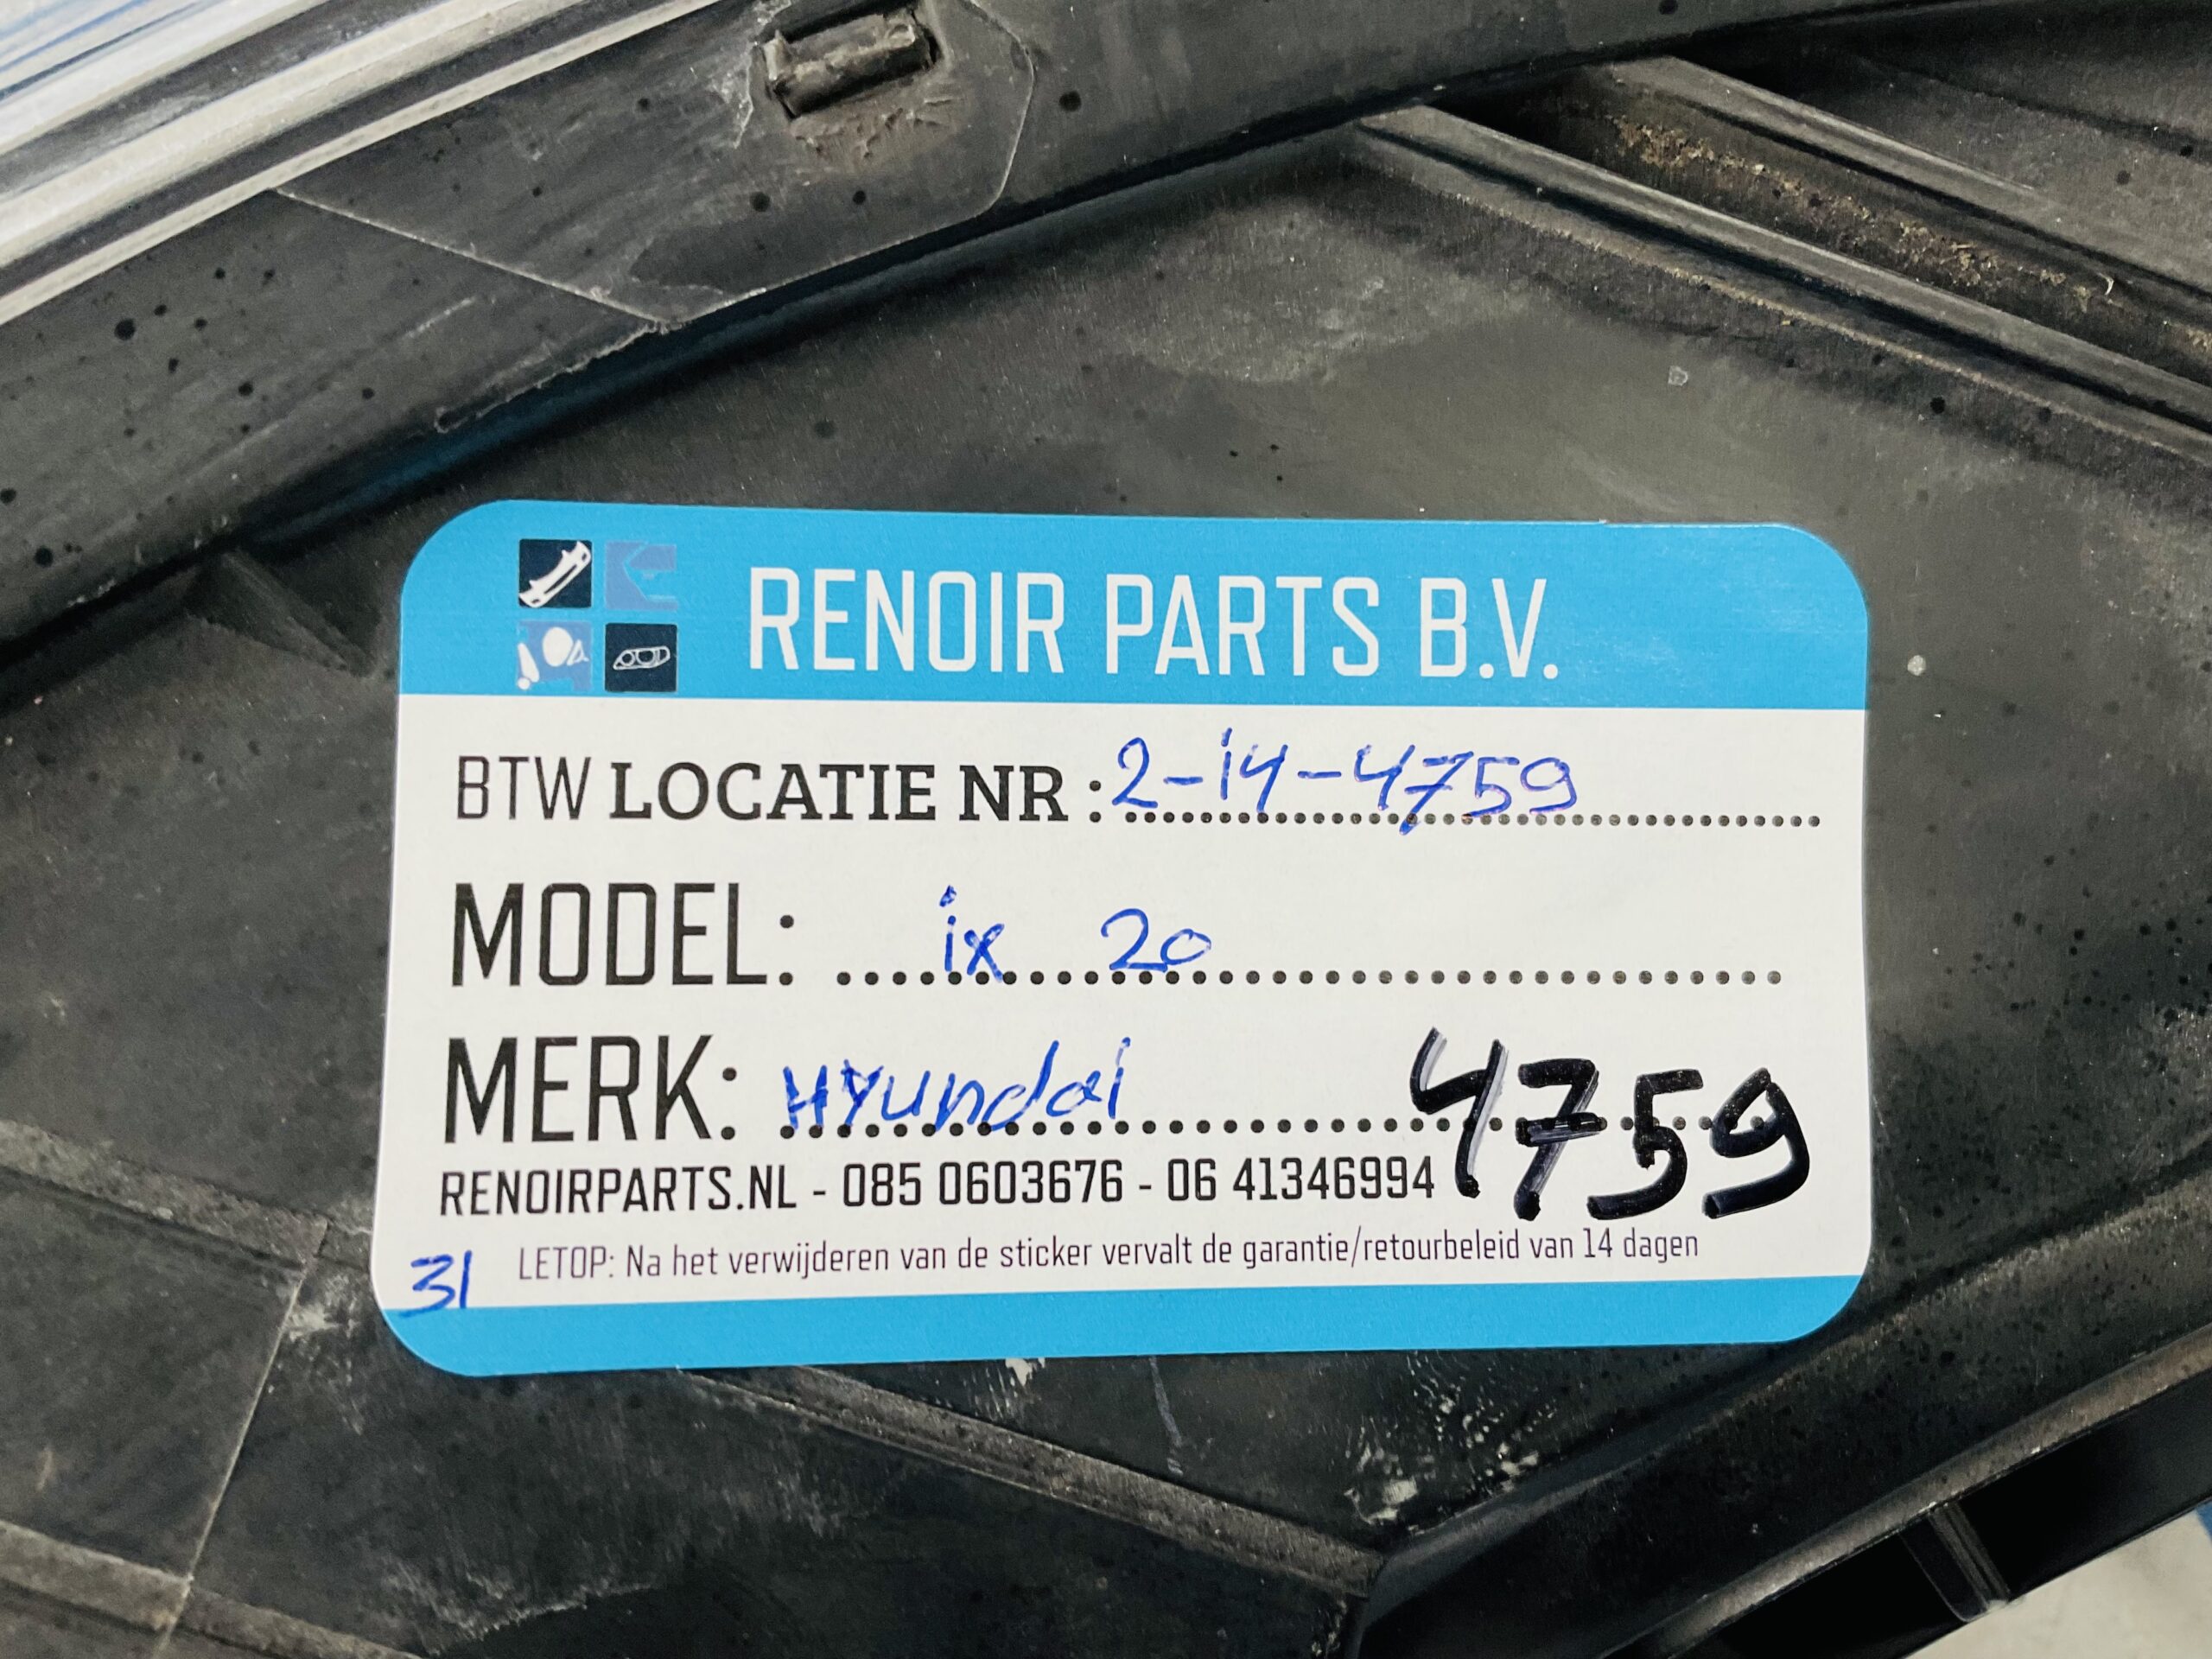 RENOIR PARTS B.V.
BTW LOCATIE NR : 2-14-4759
MODEL: ix 20
MERK: Hyundai
4759
RENOIRPARTS.NL - 085 0603676 - 06 41346994
31 LETOP: Na het verwijderen van de sticker vervalt de garantie/retourbeleid van 14 dagen